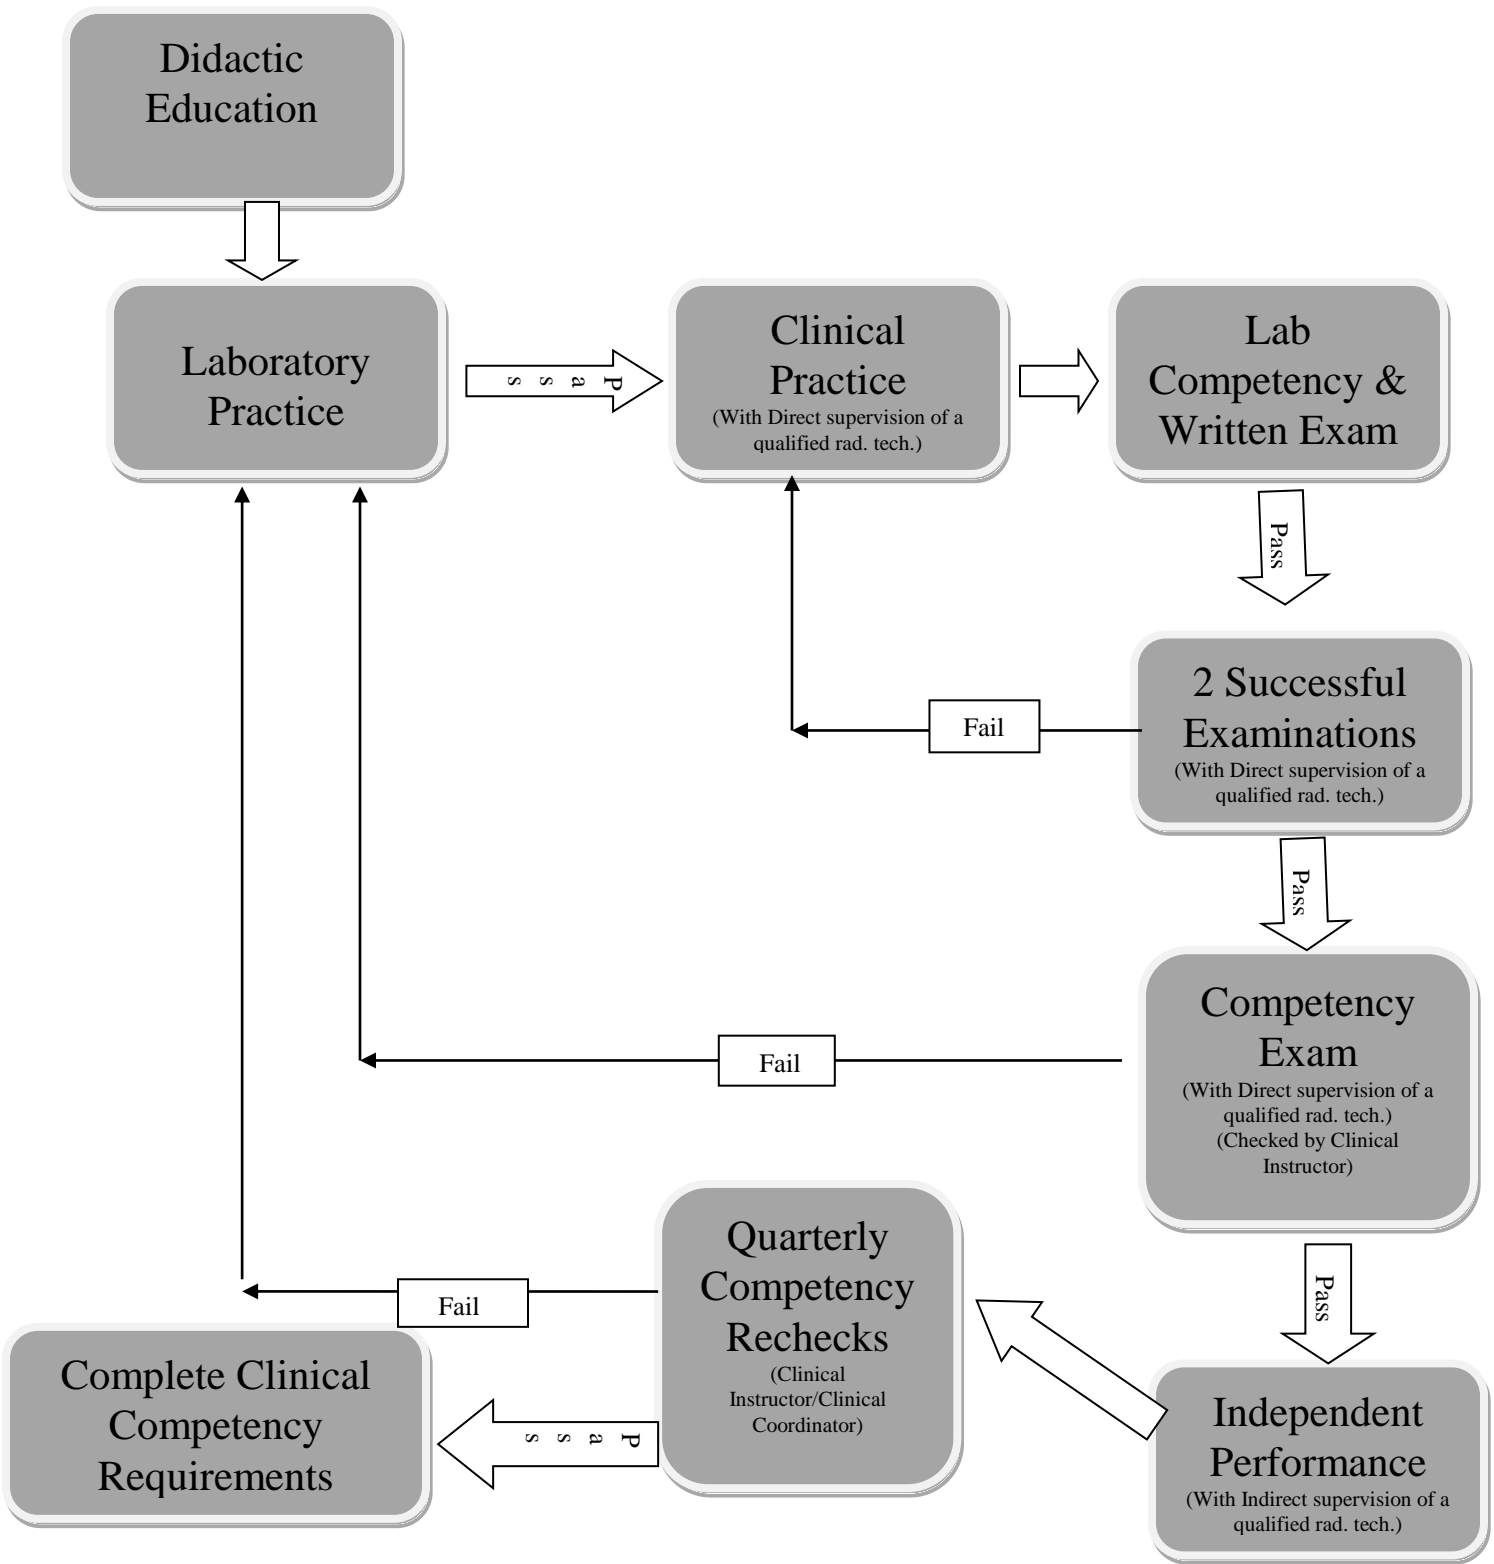 Didactic
Education
Laboratory
Practice
Pass
Clinical
Practice
(With Direct supervision of a
qualified rad. tech.)
Lab
Competency &
Written Exam
Pass
2 Successful
Examinations
(With Direct supervision of a
qualified rad. tech.)
Fail
Pass
Competency
Exam
(With Direct supervision of a
qualified rad. tech.)
(Checked by Clinical
Instructor)
Fail
Pass
Independent
Performance
(With Indirect supervision of a
qualified rad. tech.)
Quarterly
Competency
Rechecks
(Clinical
Instructor/Clinical
Coordinator)
Fail
Pass
Complete Clinical
Competency
Requirements